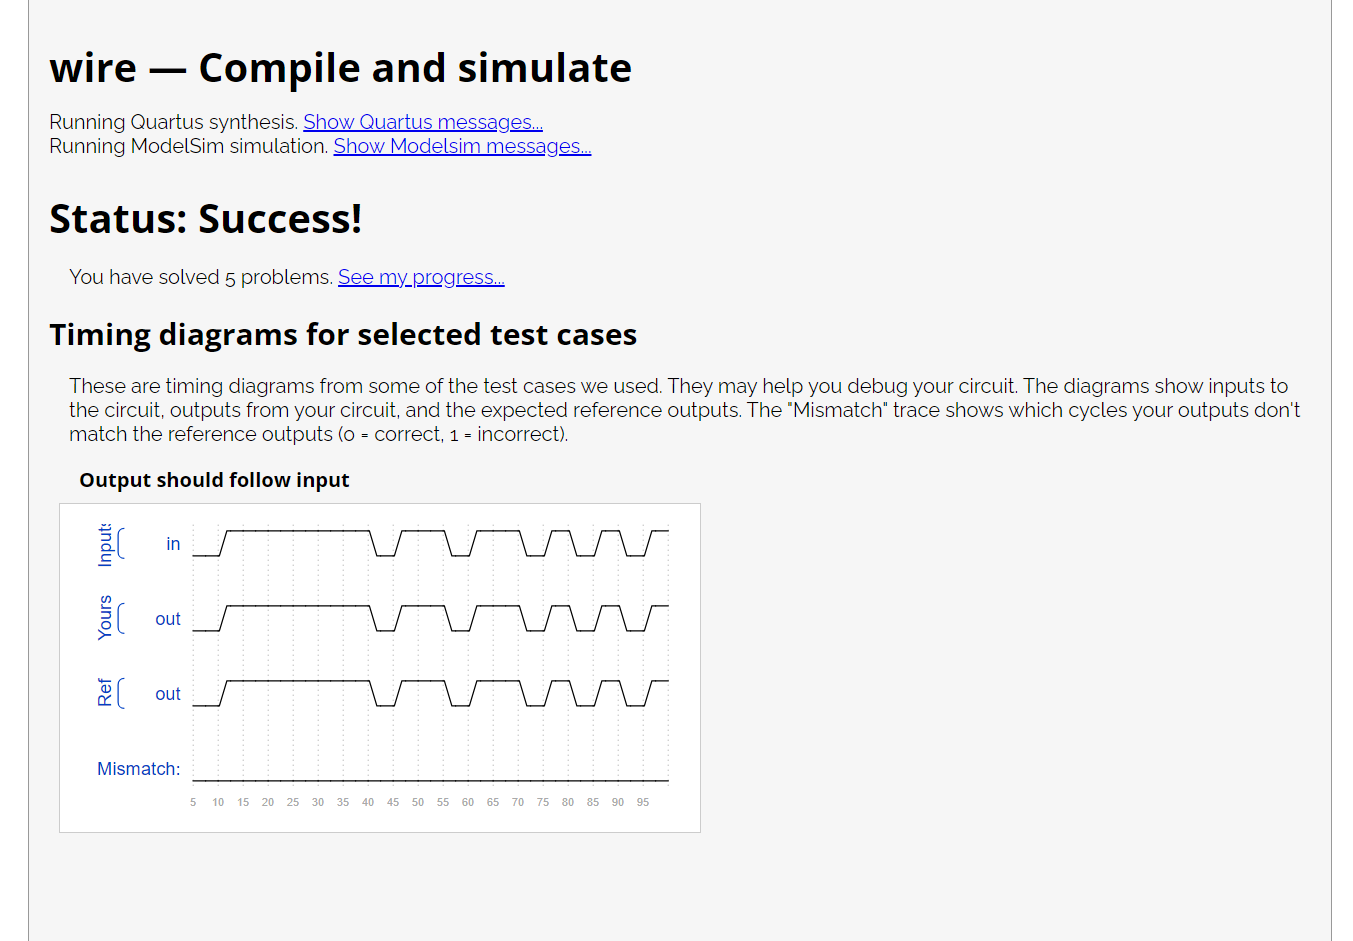 wire — Compile and simulate
Running Quartus synthesis. Show Quartus messages...
Running ModelSim simulation. Show Modelsim messages...
Status: Success!
You have solved 5 problems. See my progress...
Timing diagrams for selected test cases
These are timing diagrams from some of the test cases we used. They may help you debug your circuit. The diagrams show inputs to
the circuit, outputs from your circuit, and the expected reference outputs. The "Mismatch" trace shows which cycles your outputs don't
match the reference outputs (0 = correct, 1 = incorrect).
Output should follow input
Inputs
in
Yours
out
Ref
out
Mismatch:
5 10 15 20 25 30 35 40 45 50 55 60 65 70 75 80 85 90 95